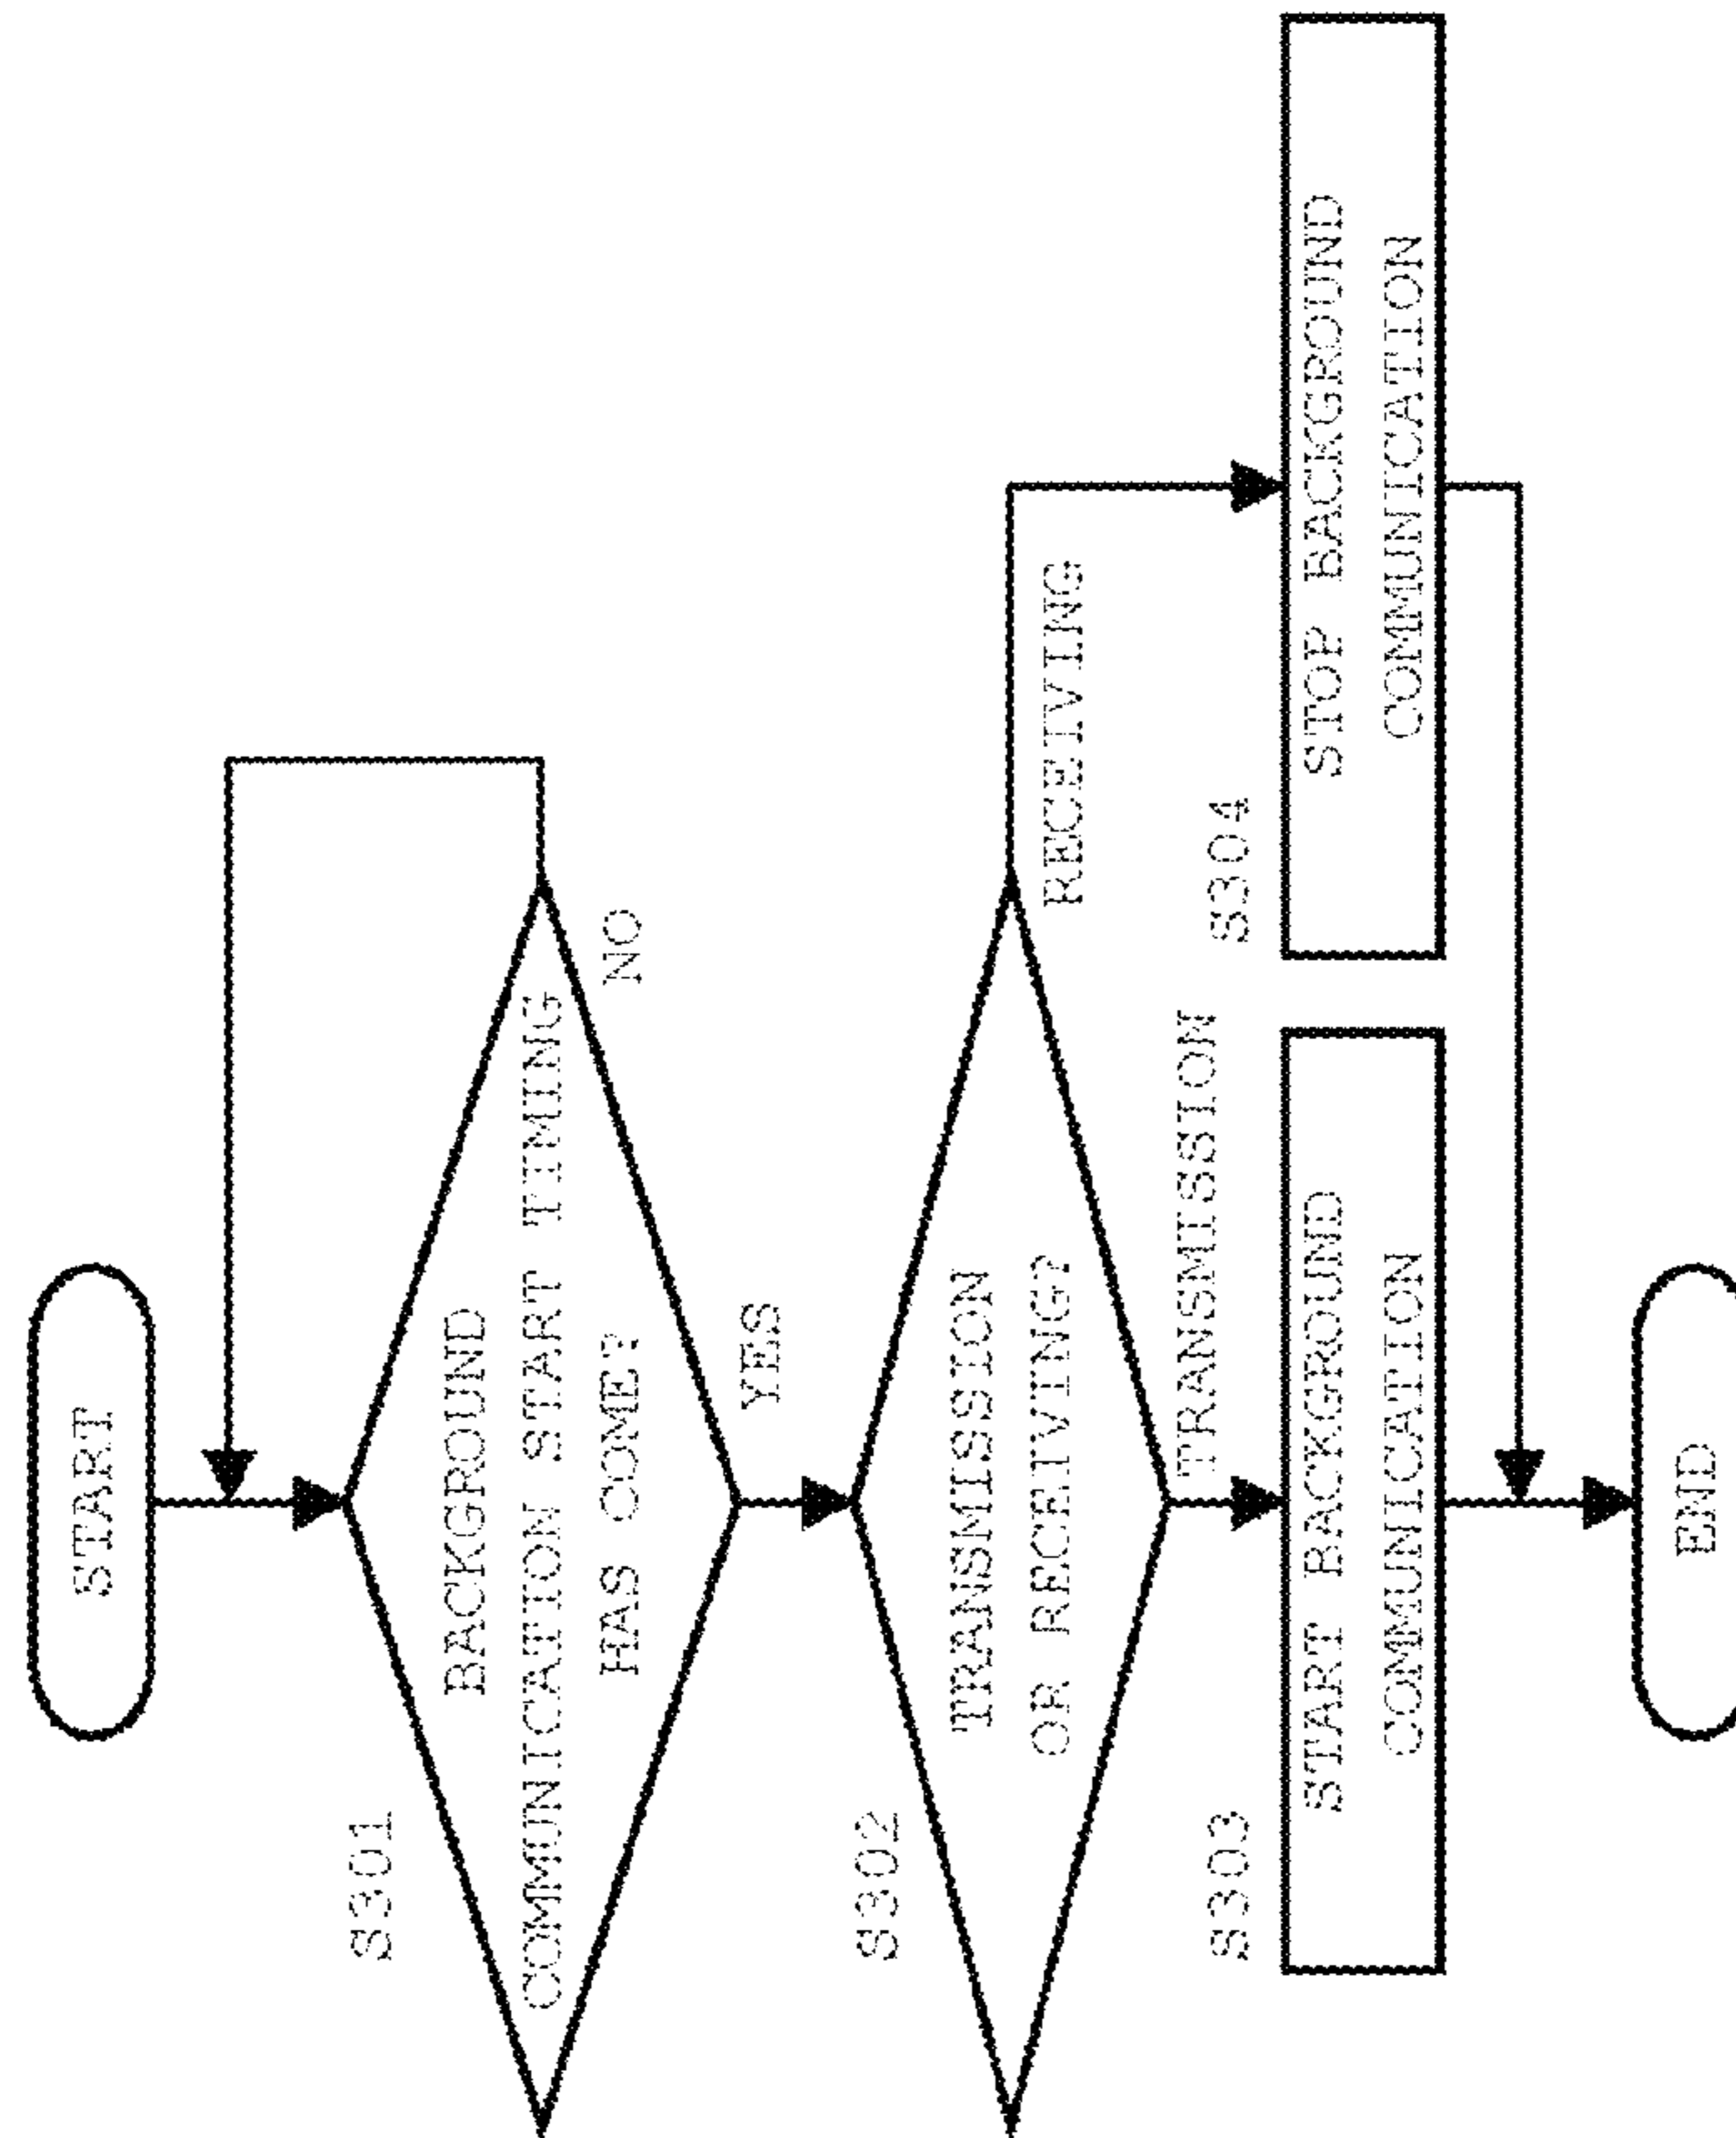 START
S301
BACKGROUND
COMMUNICATION START TIMING
HAS COME?
NO
YES
S302
TRANSMISSION
OR RECEIVING?
RECEIVING
TRANSMISSION
S303
START BACKGROUND
COMMUNICATION
S304
STOP BACKGROUND
COMMUNICATION
END